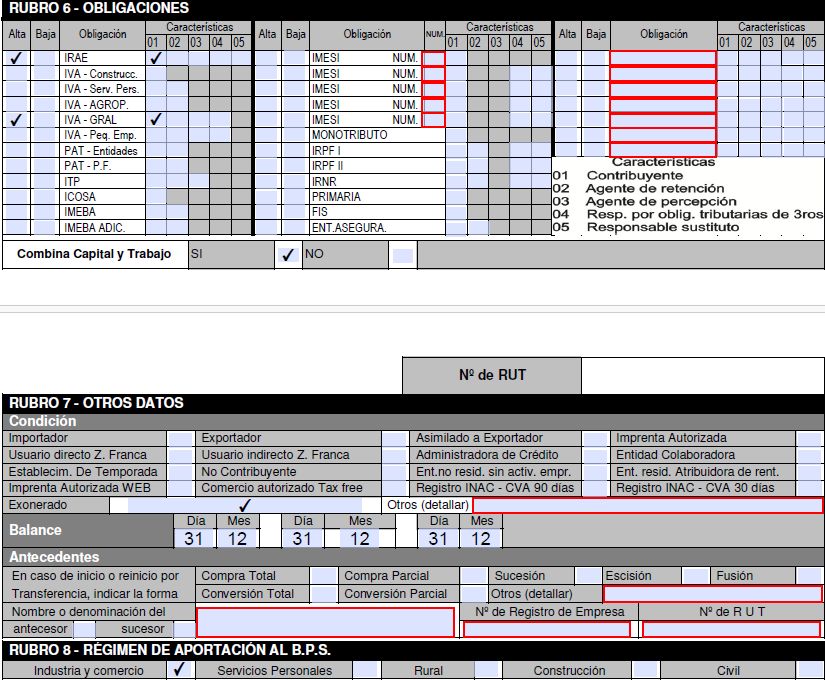 RUBRO 6 - OBLIGACIONES
Alta Baja Obligación Características Alta Baja Obligación NUM. Características Alta Baja Obligación Características
01 02 03 04 05 01 02 03 04 05 01 02 03 04 05
✓ IRAE ✓ IMESI NUM.
IVA - Construcc. IMESI NUM.
IVA - Serv. Pers. IMESI NUM.
IVA - AGROP. IMESI NUM.
✓ IVA - GRAL ✓ IMESI NUM.
IVA - Peq. Emp. MONOTRIBUTO
PAT - Entidades IRPF I
PAT - P.F. IRPF II
ITP IRNR
ICOSA PRIMARIA
IMEBA FIS
IMEBA ADIC. ENT.ASEGURA.
Características
01 Contribuyente
02 Agente de retención
03 Agente de percepción
04 Resp. por oblig. tributarias de 3ros
05 Responsable sustituto
Combina Capital y Trabajo SI ✓ NO
Nº de RUT
RUBRO 7 - OTROS DATOS
Condición
Importador Exportador Asimilado a Exportador Imprenta Autorizada
Usuario directo Z. Franca Usuario indirecto Z. Franca Administradora de Crédito Entidad Colaboradora
Establecim. De Temporada No Contribuyente Ent.no resid. sin activ. empr. Ent. resid. Atribuidora de rent.
Imprenta Autorizada WEB Comercio autorizado Tax free Registro INAC - CVA 90 días Registro INAC - CVA 30 días
Exonerado ✓ Otros (detallar)
Balance Día Mes Día Mes Día Mes
31 12 31 12 31 12
Antecedentes
En caso de inicio o reinicio por Compra Total Compra Parcial Sucesión Escisión Fusión
Transferencia, indicar la forma Conversión Total Conversión Parcial Otros (detallar)
Nombre o denominación del Nº de Registro de Empresa Nº de R U T
antecesor sucesor
RUBRO 8 - RÉGIMEN DE APORTACIÓN AL B.P.S.
Industria y comercio ✓ Servicios Personales Rural Construcción Civil